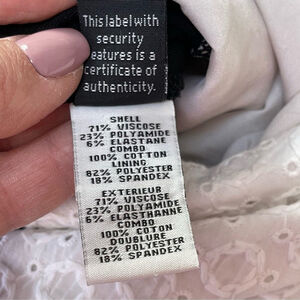 This label with
security
features is a
certificate of
authenticity.
SHELL
71% VISCOSE
23% POLYAMIDE
6% ELASTANE
COMBO
100% COTTON
LINING
82% POLYESTER
18% SPANDEX
EXTERIEUR
71% VISCOSE
23% POLYAMIDE
6% ELASTHANNE
COMBO
100% COTON
DOUBLURE
82% POLYESTER
18% SPANDEX